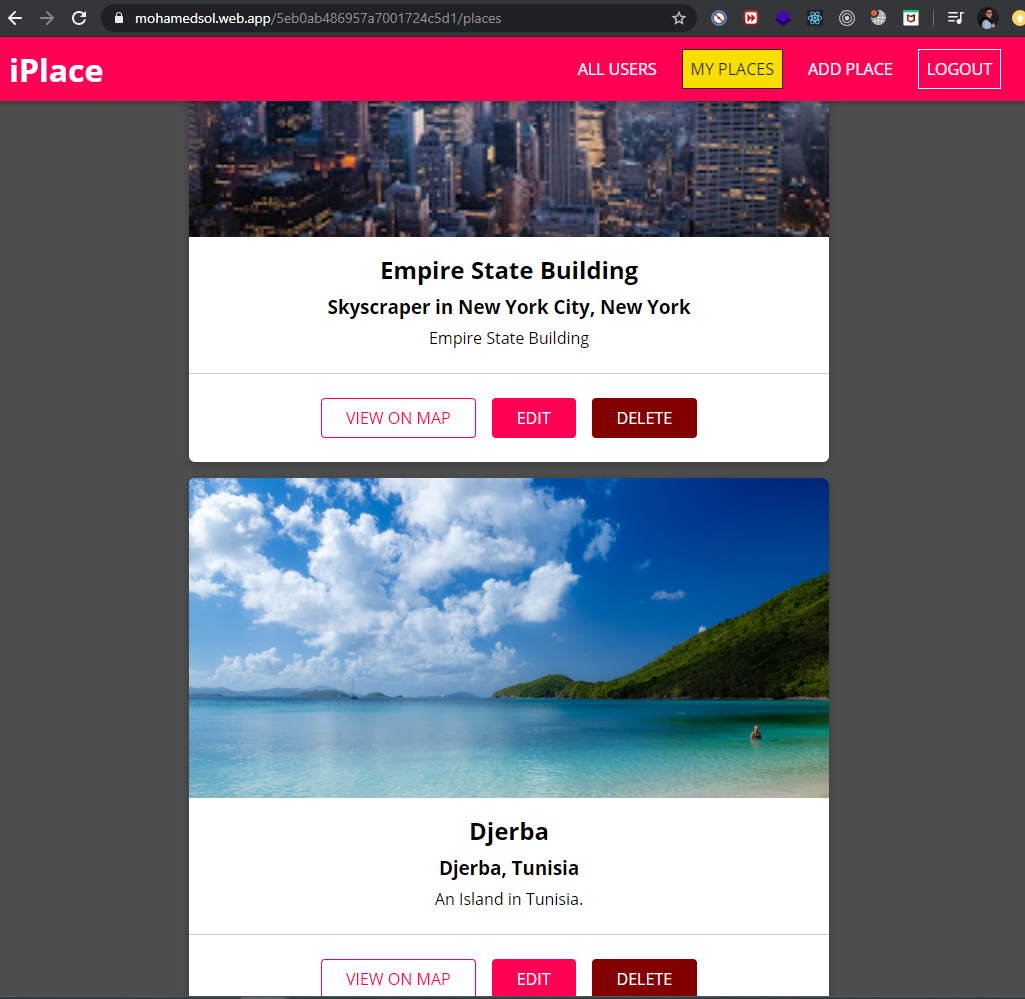 mohamedsol.web.app/5eb0ab486957a7001724c5d1/places
iPlace
ALL USERS
MY PLACES
ADD PLACE
LOGOUT
Empire State Building
Skyscraper in New York City, New York
Empire State Building
VIEW ON MAP
EDIT
DELETE
Djerba
Djerba, Tunisia
An Island in Tunisia.
VIEW ON MAP
EDIT
DELETE